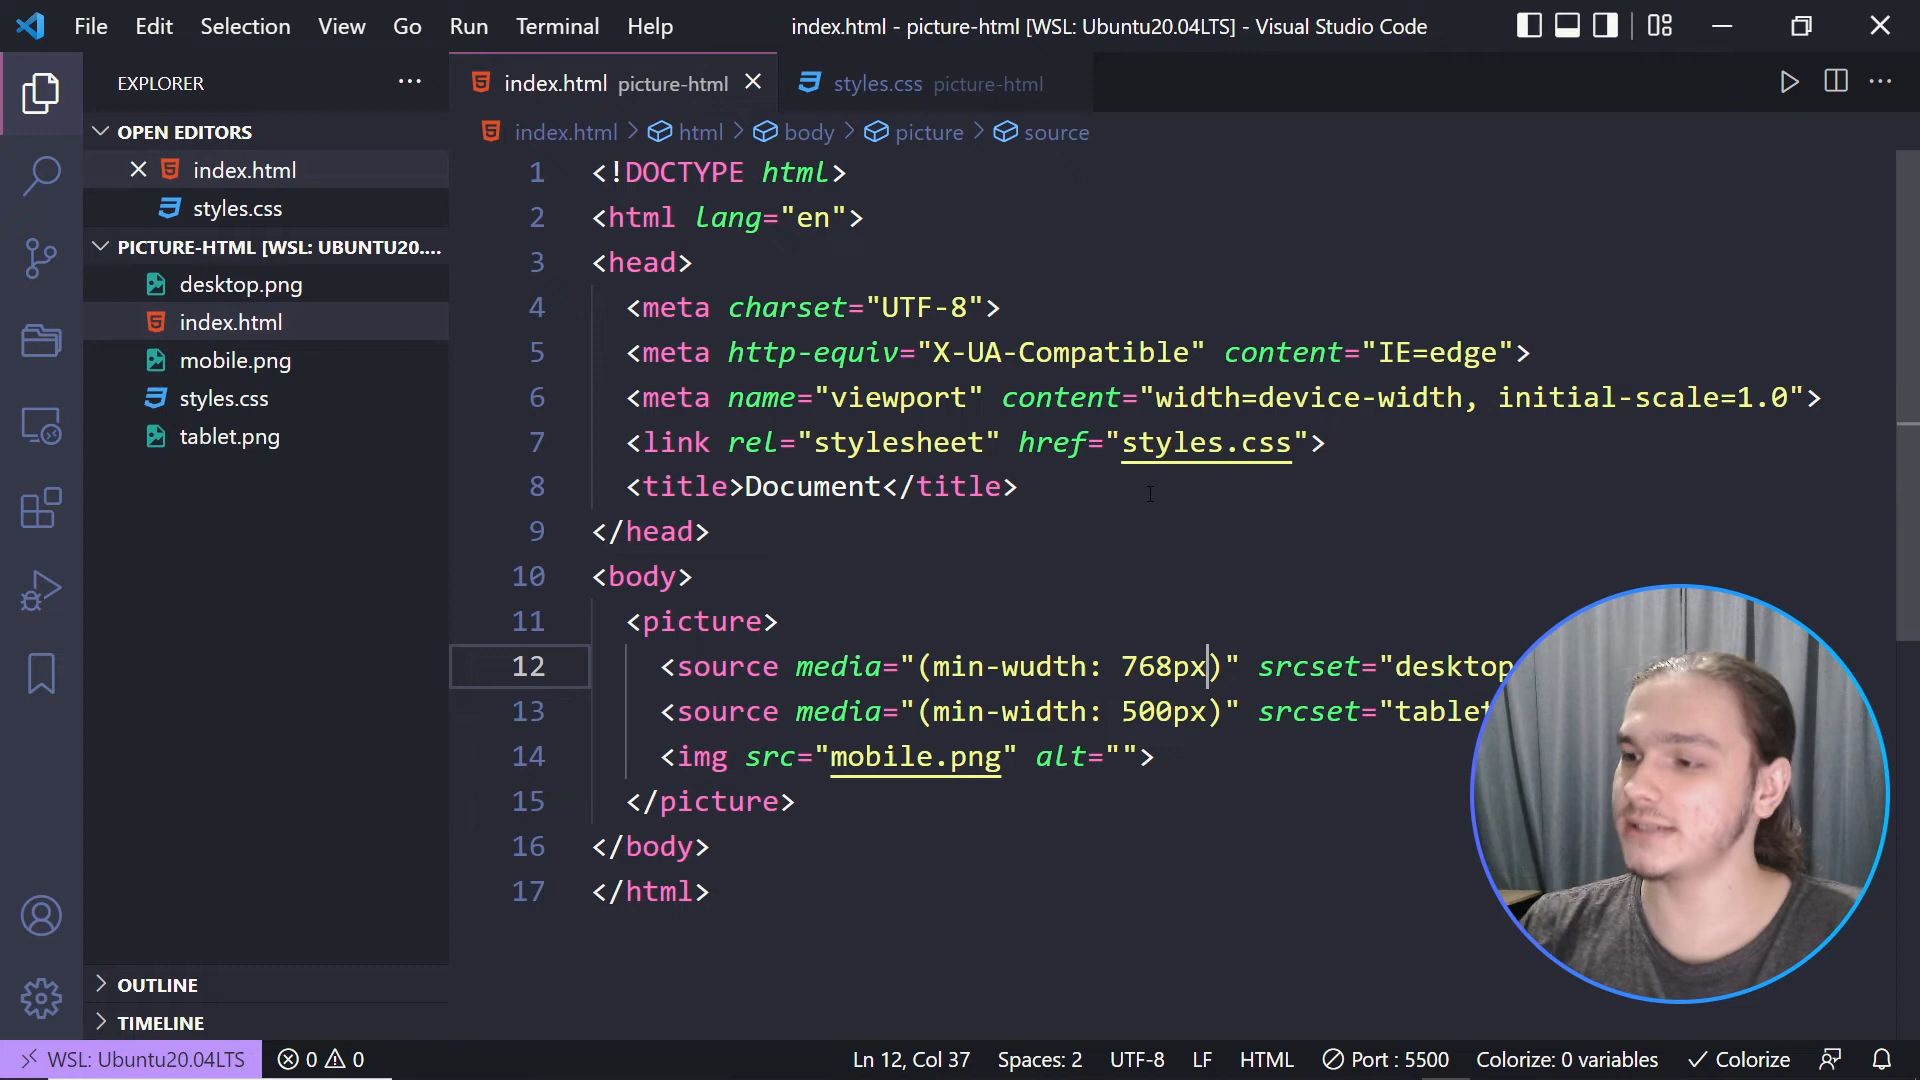 File Edit Selection View Go Run Terminal Help
index.html - picture-html [WSL: Ubuntu20.04LTS] - Visual Studio Code
EXPLORER
index.html picture-html
styles.css picture-html
OPEN EDITORS
index.html
styles.css
PICTURE-HTML [WSL: UBUNTU20....
desktop.png
index.html
mobile.png
styles.css
tablet.png
OUTLINE
TIMELINE
index.html > html > body > picture > source
1 <!DOCTYPE html>
2 <html lang="en">
3 <head>
4 <meta charset="UTF-8">
5 <meta http-equiv="X-UA-Compatible" content="IE=edge">
6 <meta name="viewport" content="width=device-width, initial-scale=1.0">
7 <link rel="stylesheet" href="styles.css">
8 <title>Document</title>
9 </head>
10 <body>
11 <picture>
12 <source media="(min-wudth: 768px)" srcset="desktop
13 <source media="(min-width: 500px)" srcset="tablet
14 <img src="mobile.png" alt="">
15 </picture>
16 </body>
17 </html>
WSL: Ubuntu20.04LTS 0 0 Ln 12, Col 37 Spaces: 2 UTF-8 LF HTML Port : 5500 Colorize: 0 variables Colorize